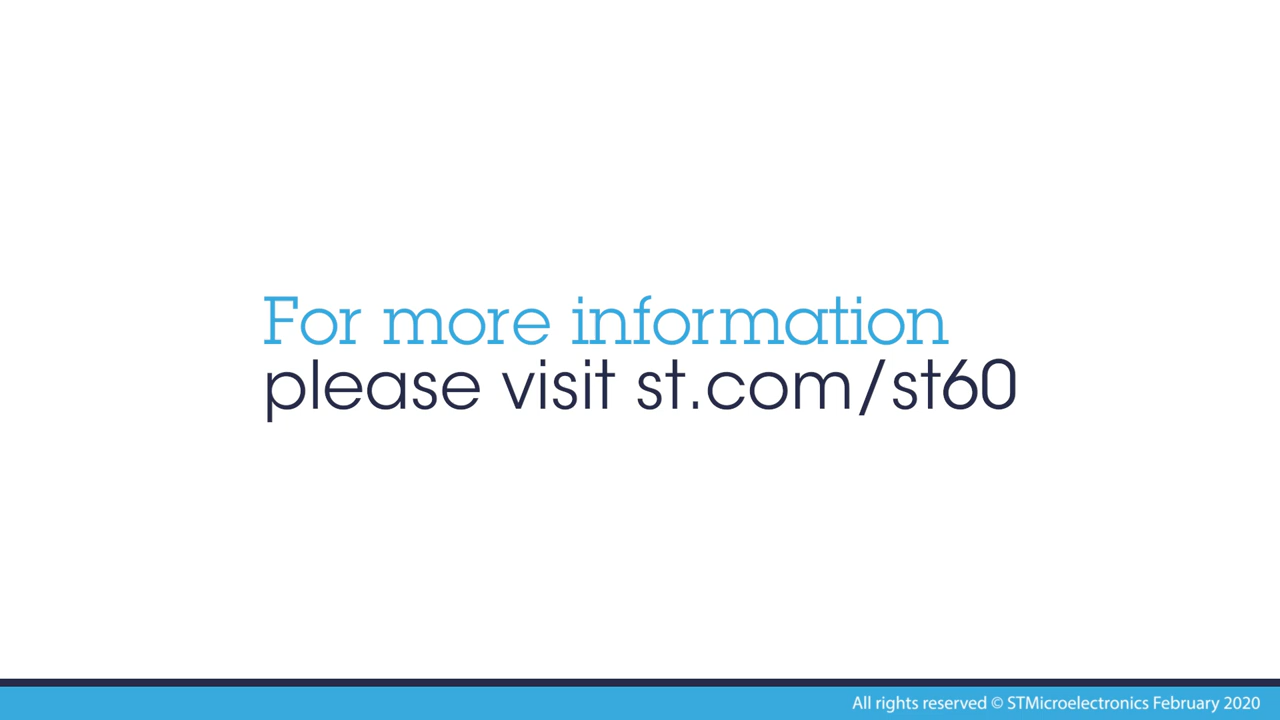 For more information
please visit st.com/st60
All rights reserved © STMicroelectronics February 2020